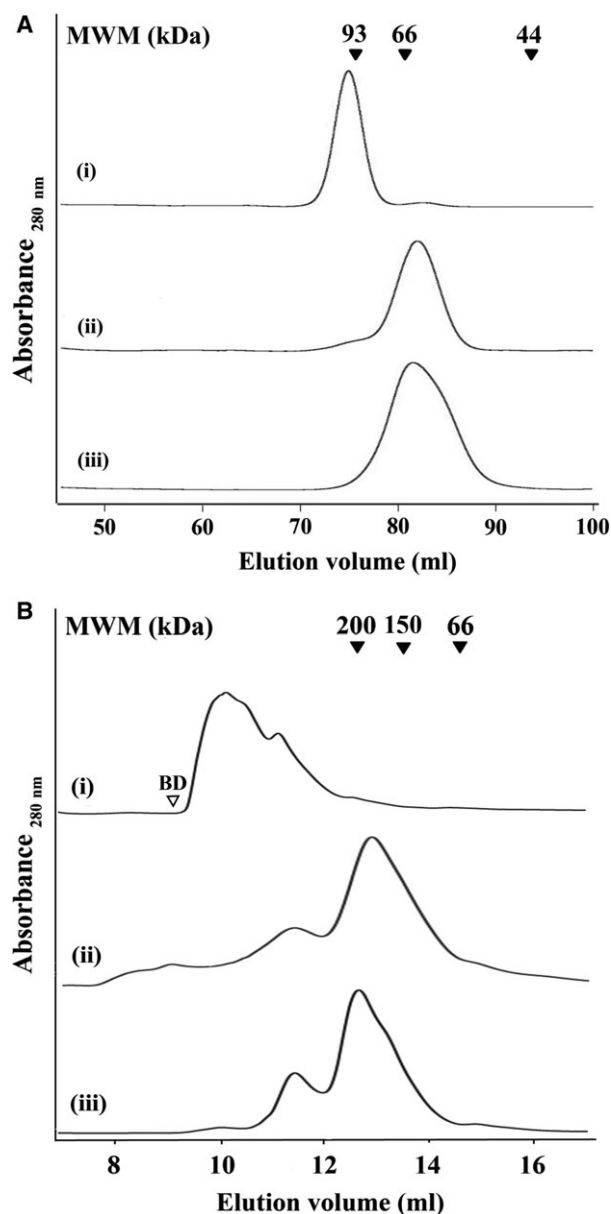 A
MWM (kDa) 93 66 44
(i)
(ii)
(iii)
Absorbance 280 nm
50 60 70 80 90 100
Elution volume (ml)
B
MWM (kDa) 200 150 66
(i)
BD
(ii)
(iii)
Absorbance 280 nm
8 10 12 14 16
Elution volume (ml)